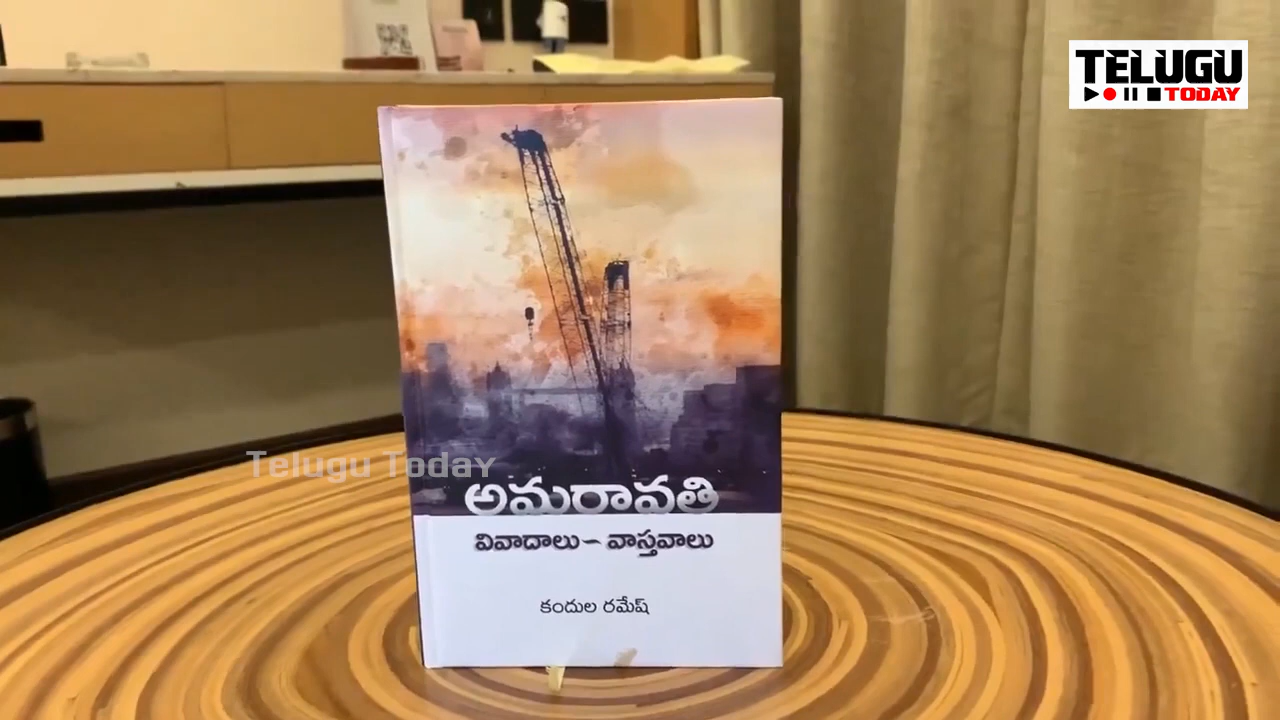 TELUGU
TODAY
Telugu Today
అమరావతి
వివాదాలు – వాస్తవాలు
కందుల రమేష్